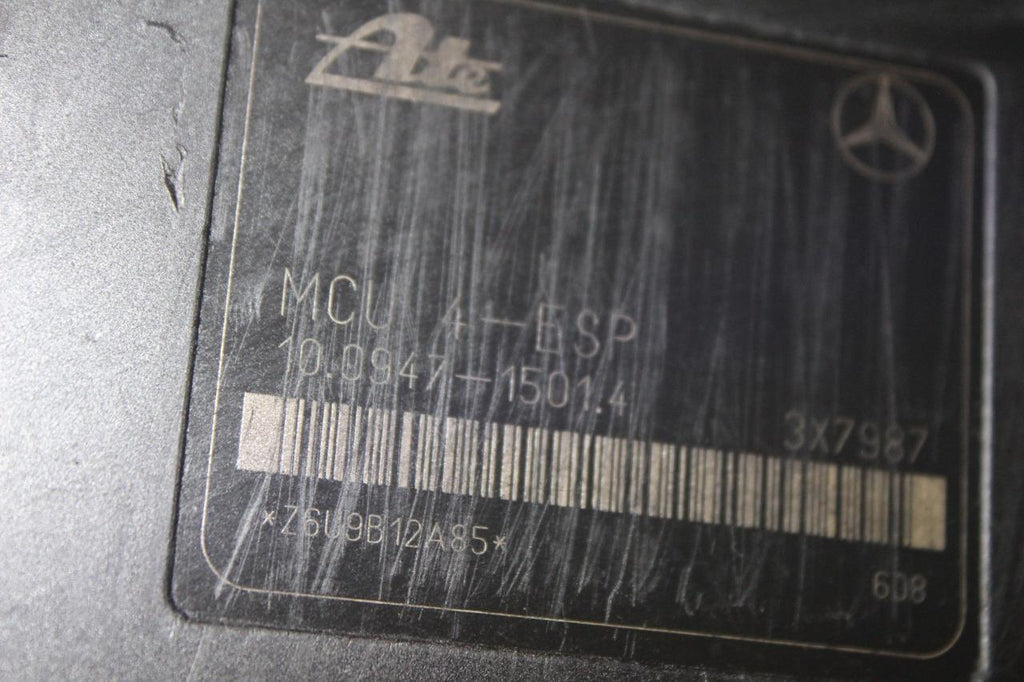 Ate
MCU 4-ESP
10.0947-1501.4
3X7987
*Z6U9B12A85*
608